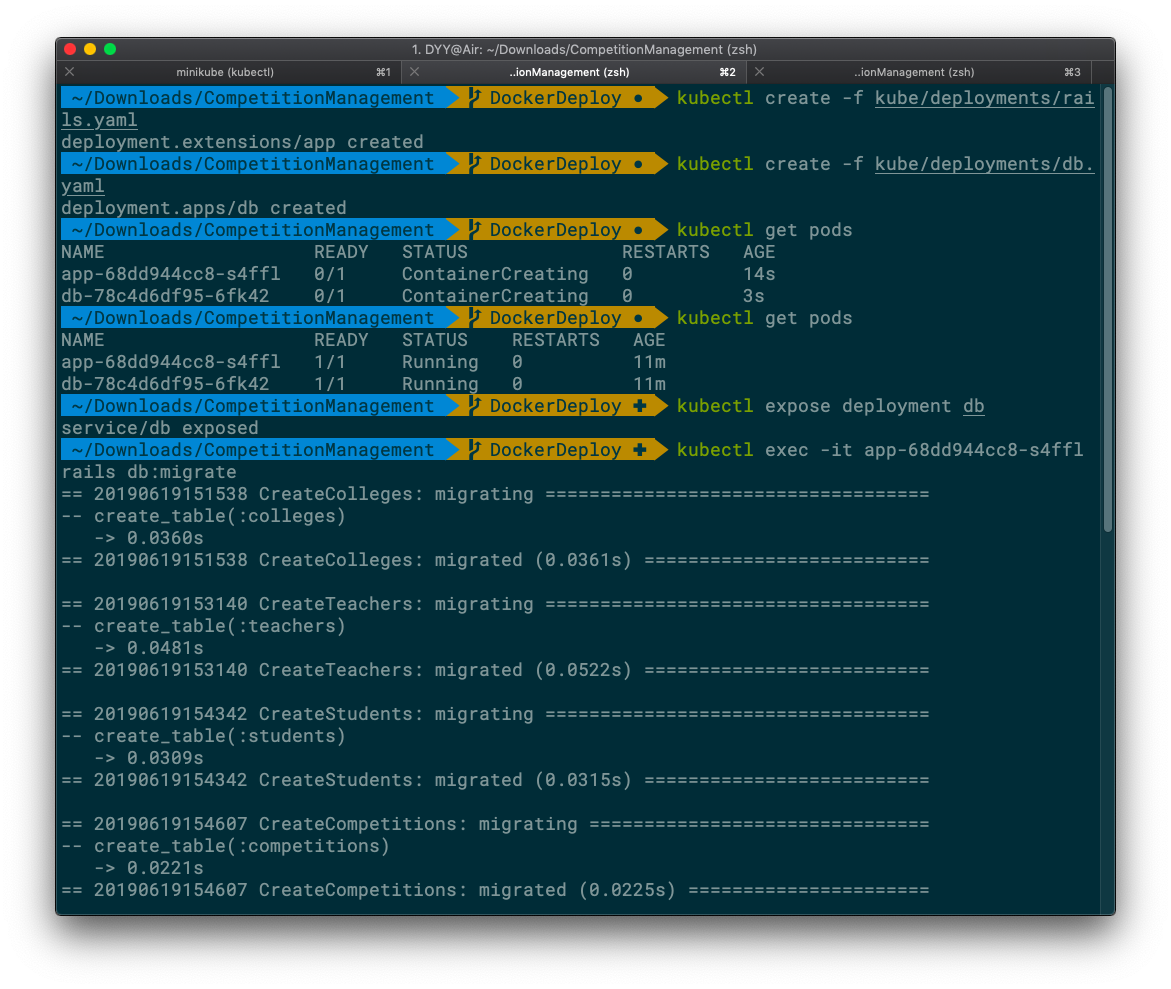 1. DYY@Air: ~/Downloads/CompetitionManagement (zsh)
minikube (kubectl) ⌘1 ..ionManagement (zsh) ⌘2 ..ionManagement (zsh) ⌘3
~/Downloads/CompetitionManagement DockerDeploy ● kubectl create -f kube/deployments/rai
ls.yaml
deployment.extensions/app created
~/Downloads/CompetitionManagement DockerDeploy ● kubectl create -f kube/deployments/db.
yaml
deployment.apps/db created
~/Downloads/CompetitionManagement DockerDeploy ● kubectl get pods
NAME READY STATUS RESTARTS AGE
app-68dd944cc8-s4ffl 0/1 ContainerCreating 0 14s
db-78c4d6df95-6fk42 0/1 ContainerCreating 0 3s
~/Downloads/CompetitionManagement DockerDeploy ● kubectl get pods
NAME READY STATUS RESTARTS AGE
app-68dd944cc8-s4ffl 1/1 Running 0 11m
db-78c4d6df95-6fk42 1/1 Running 0 11m
~/Downloads/CompetitionManagement DockerDeploy ✚ kubectl expose deployment db
service/db exposed
~/Downloads/CompetitionManagement DockerDeploy ✚ kubectl exec -it app-68dd944cc8-s4ffl
rails db:migrate
== 20190619151538 CreateColleges: migrating ===================================
-- create_table(:colleges)
-> 0.0360s
== 20190619151538 CreateColleges: migrated (0.0361s) ==========================
== 20190619153140 CreateTeachers: migrating ===================================
-- create_table(:teachers)
-> 0.0481s
== 20190619153140 CreateTeachers: migrated (0.0522s) ==========================
== 20190619154342 CreateStudents: migrating ===================================
-- create_table(:students)
-> 0.0309s
== 20190619154342 CreateStudents: migrated (0.0315s) ==========================
== 20190619154607 CreateCompetitions: migrating ===============================
-- create_table(:competitions)
-> 0.0221s
== 20190619154607 CreateCompetitions: migrated (0.0225s) ======================